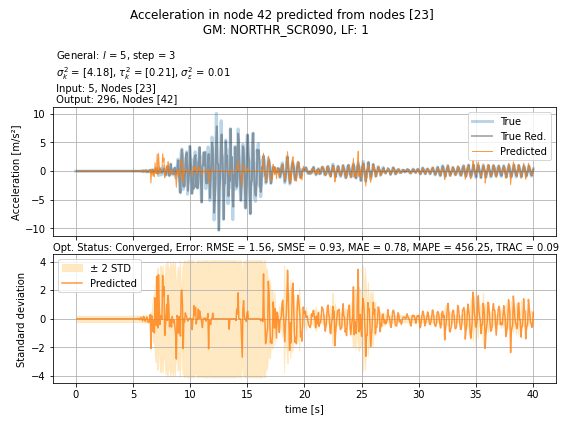 Acceleration in node 42 predicted from nodes [23]
GM: NORTHR_SCR090, LF: 1
General: l = 5, step = 3
σ²ₖ = [4.18], τ²ₖ = [0.21], σ²ε = 0.01
Input: 5, Nodes [23]
Output: 296, Nodes [42]
10
5
0
−5
−10
Acceleration [m/s²]
True
True Red.
Predicted
Opt. Status: Converged, Error: RMSE = 1.56, SMSE = 0.93, MAE = 0.78, MAPE = 456.25, TRAC = 0.09
4
2
0
−2
−4
Standard deviation
± 2 STD
Predicted
0 5 10 15 20 25 30 35 40
time [s]